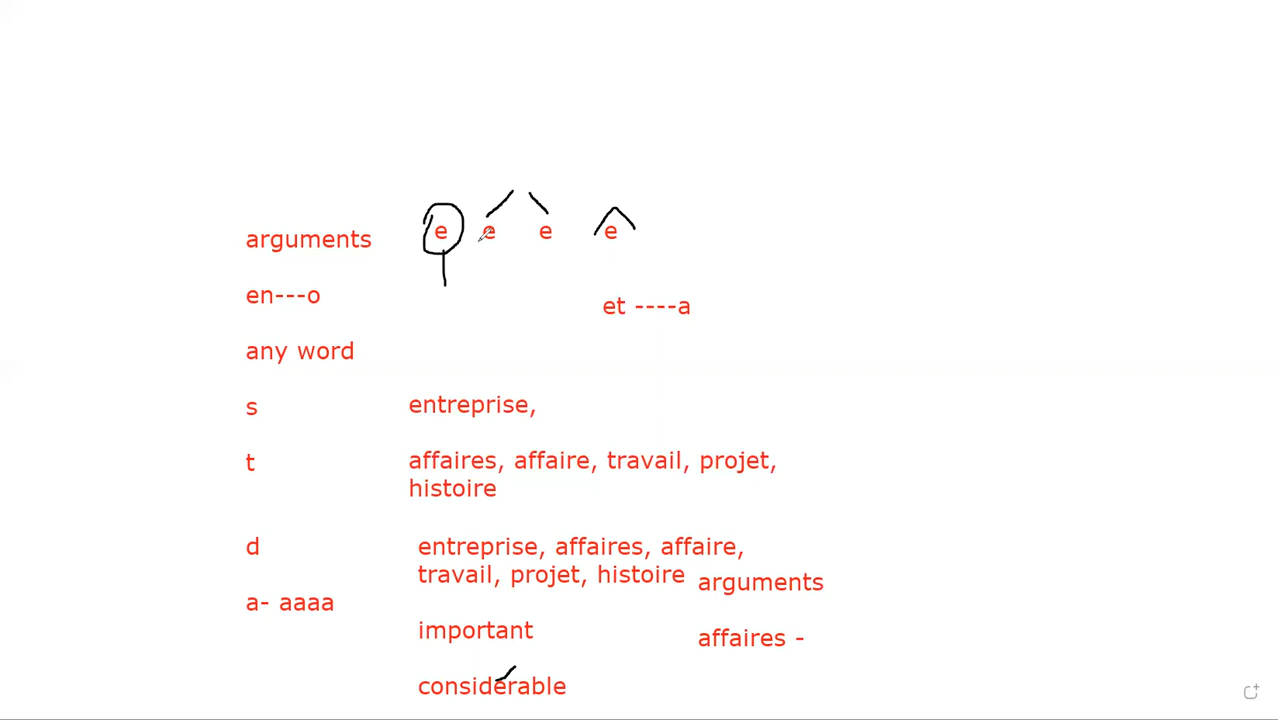 arguments
e e e e
en---o
et ----a
any word
s
entreprise,
t
affaires, affaire, travail, projet,
histoire
d
entreprise, affaires, affaire,
travail, projet, histoire
arguments
a- aaaa
important
affaires -
considérable